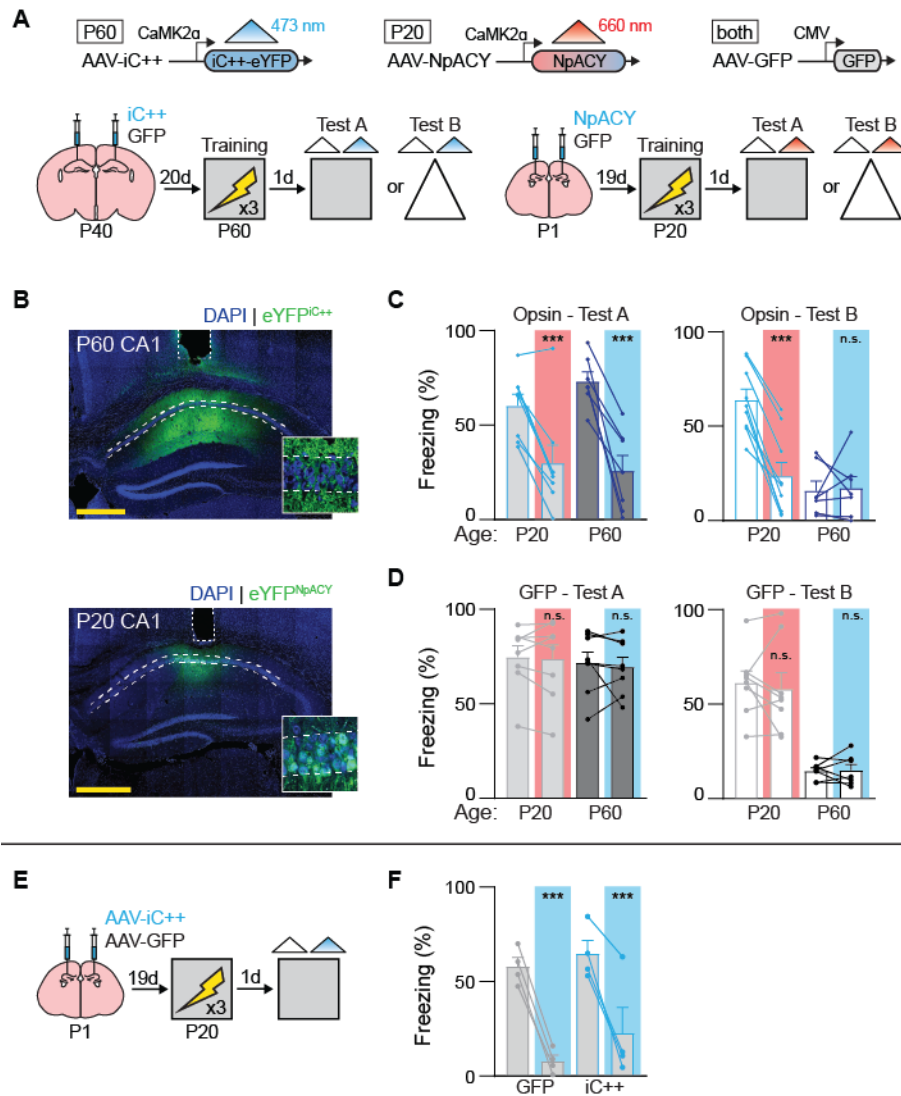 A
P60 CaMK2α 473 nm
AAV-iC++ iC++-eYFP
P20 CaMK2α 660 nm
AAV-NpACY NpACY
both CMV
AAV-GFP GFP
iC++
GFP
20d
Training
x3
1d
Test A
or
Test B
P40
P60
NpACY
GFP
19d
Training
x3
1d
Test A
or
Test B
P1
P20
B
DAPI | eYFPiC++
P60 CA1
DAPI | eYFPNpACY
P20 CA1
C
Opsin - Test A
Freezing (%)
100
50
0
***
***
Age: P20 P60
Opsin - Test B
100
50
0
***
n.s.
P20 P60
D
GFP - Test A
Freezing (%)
100
50
0
n.s.
n.s.
Age: P20 P60
GFP - Test B
100
50
0
n.s.
n.s.
P20 P60
E
AAV-iC++
AAV-GFP
19d
x3
1d
P1
P20
F
Freezing (%)
100
50
0
***
***
GFP iC++